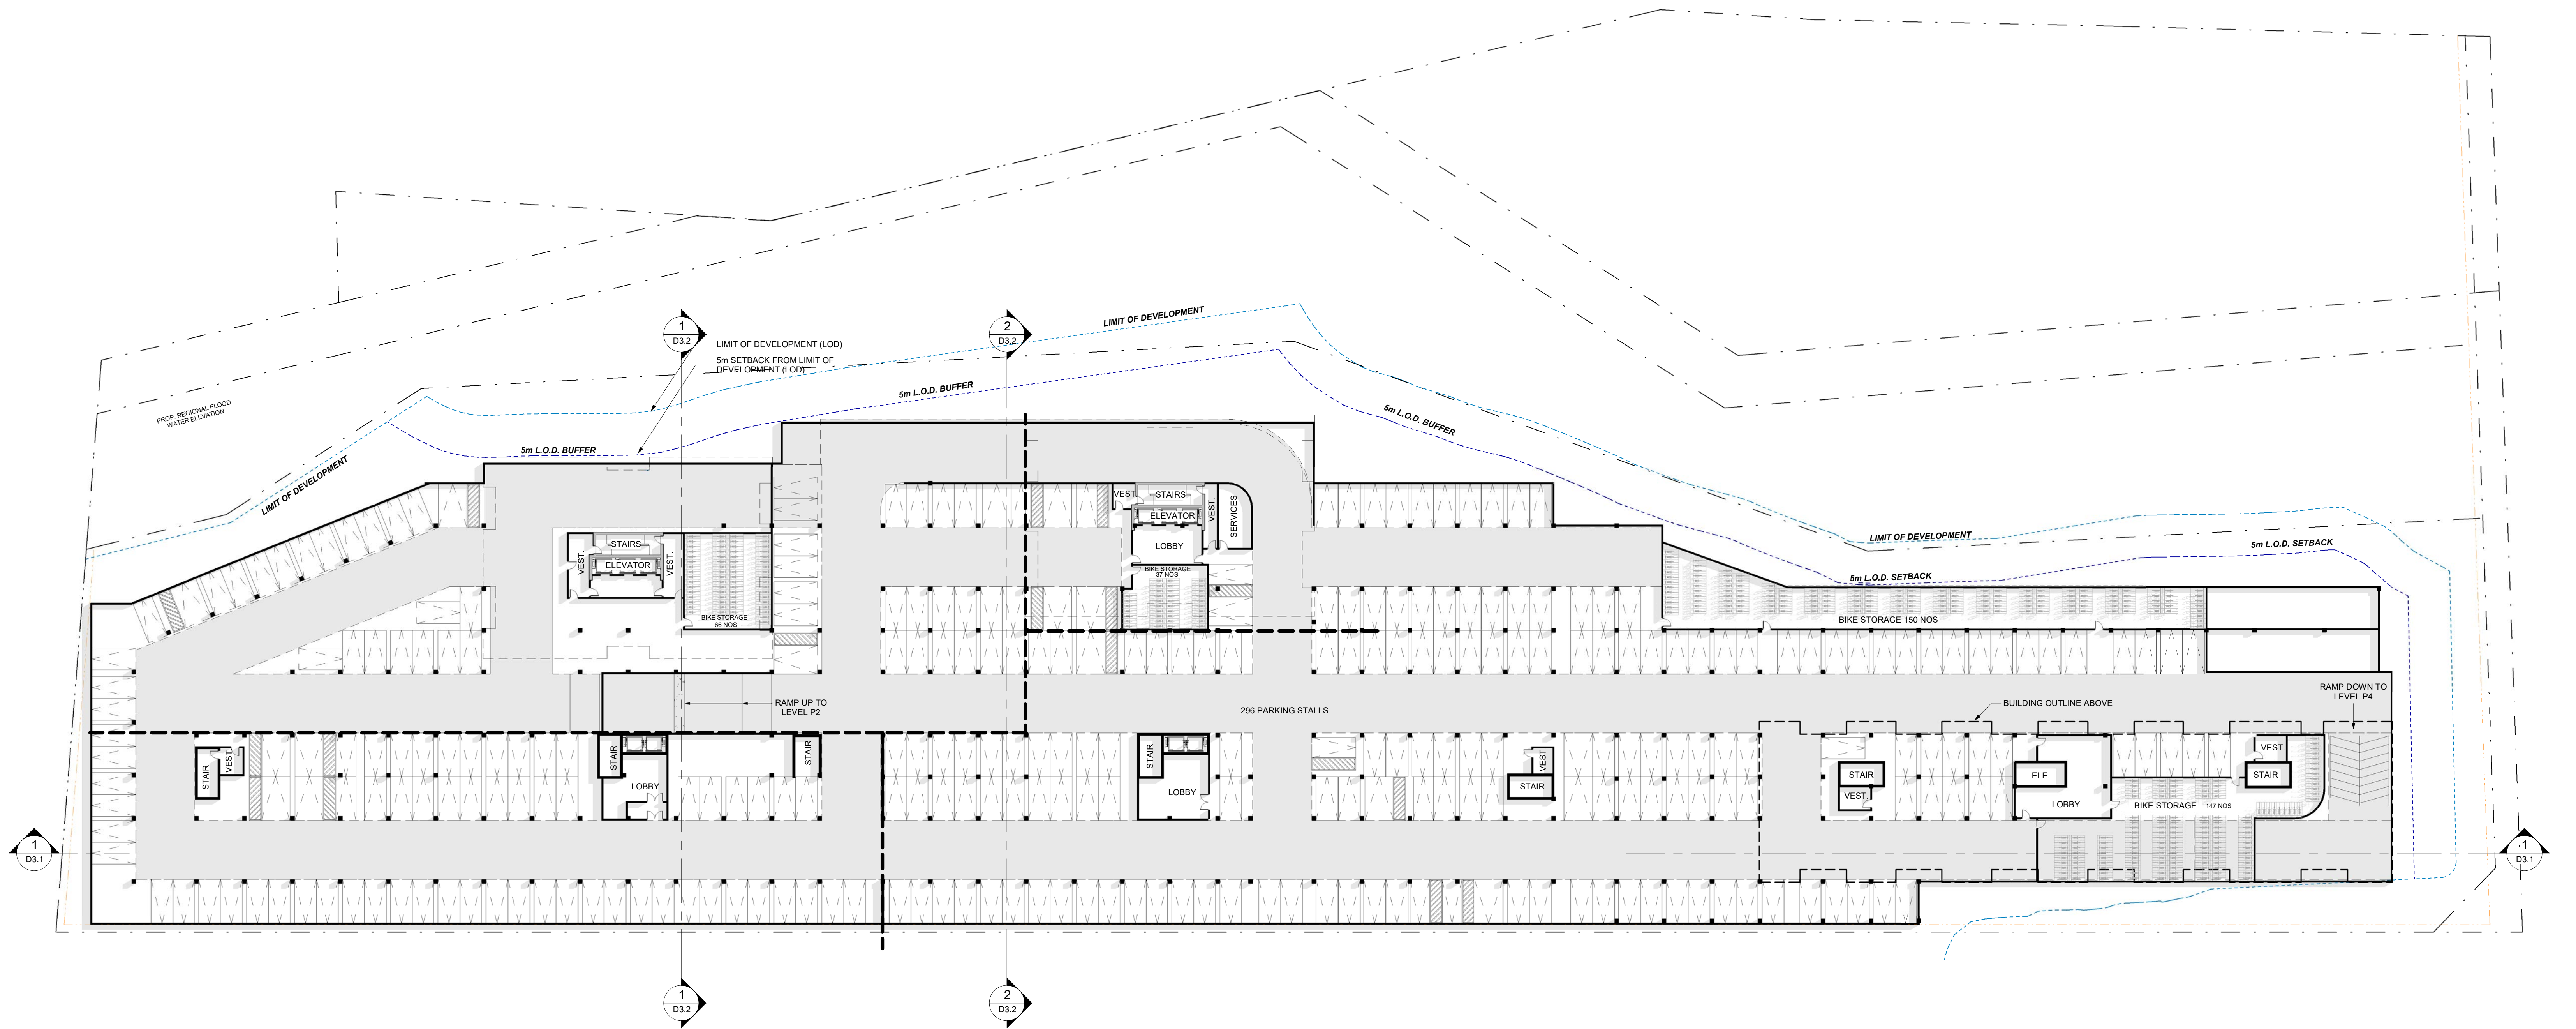 LIMIT OF DEVELOPMENT
1
D3.2
2
D3.2
LIMIT OF DEVELOPMENT (LOD)
5m SETBACK FROM LIMIT OF
DEVELOPMENT (LOD)
5m L.O.D. BUFFER
PROP. REGIONAL FLOOD
WATER ELEVATION
5m L.O.D. BUFFER
5m L.O.D. BUFFER
LIMIT OF DEVELOPMENT
LIMIT OF DEVELOPMENT
5m L.O.D. SETBACK
5m L.O.D. SETBACK
VEST.
STAIRS
VEST.
SERVICES
ELEVATOR
LOBBY
BIKE STORAGE
37 NOS
VEST.
STAIRS
ELEVATOR
VEST.
BIKE STORAGE
66 NOS
BIKE STORAGE 150 NOS
RAMP UP TO
LEVEL P2
296 PARKING STALLS
BUILDING OUTLINE ABOVE
RAMP DOWN TO
LEVEL P4
STAIR
VEST.
STAIR
LOBBY
STAIR
STAIR
LOBBY
VEST.
STAIR
STAIR
VEST.
ELE.
LOBBY
VEST.
STAIR
BIKE STORAGE 147 NOS
1
D3.1
1
D3.1
1
D3.2
2
D3.2